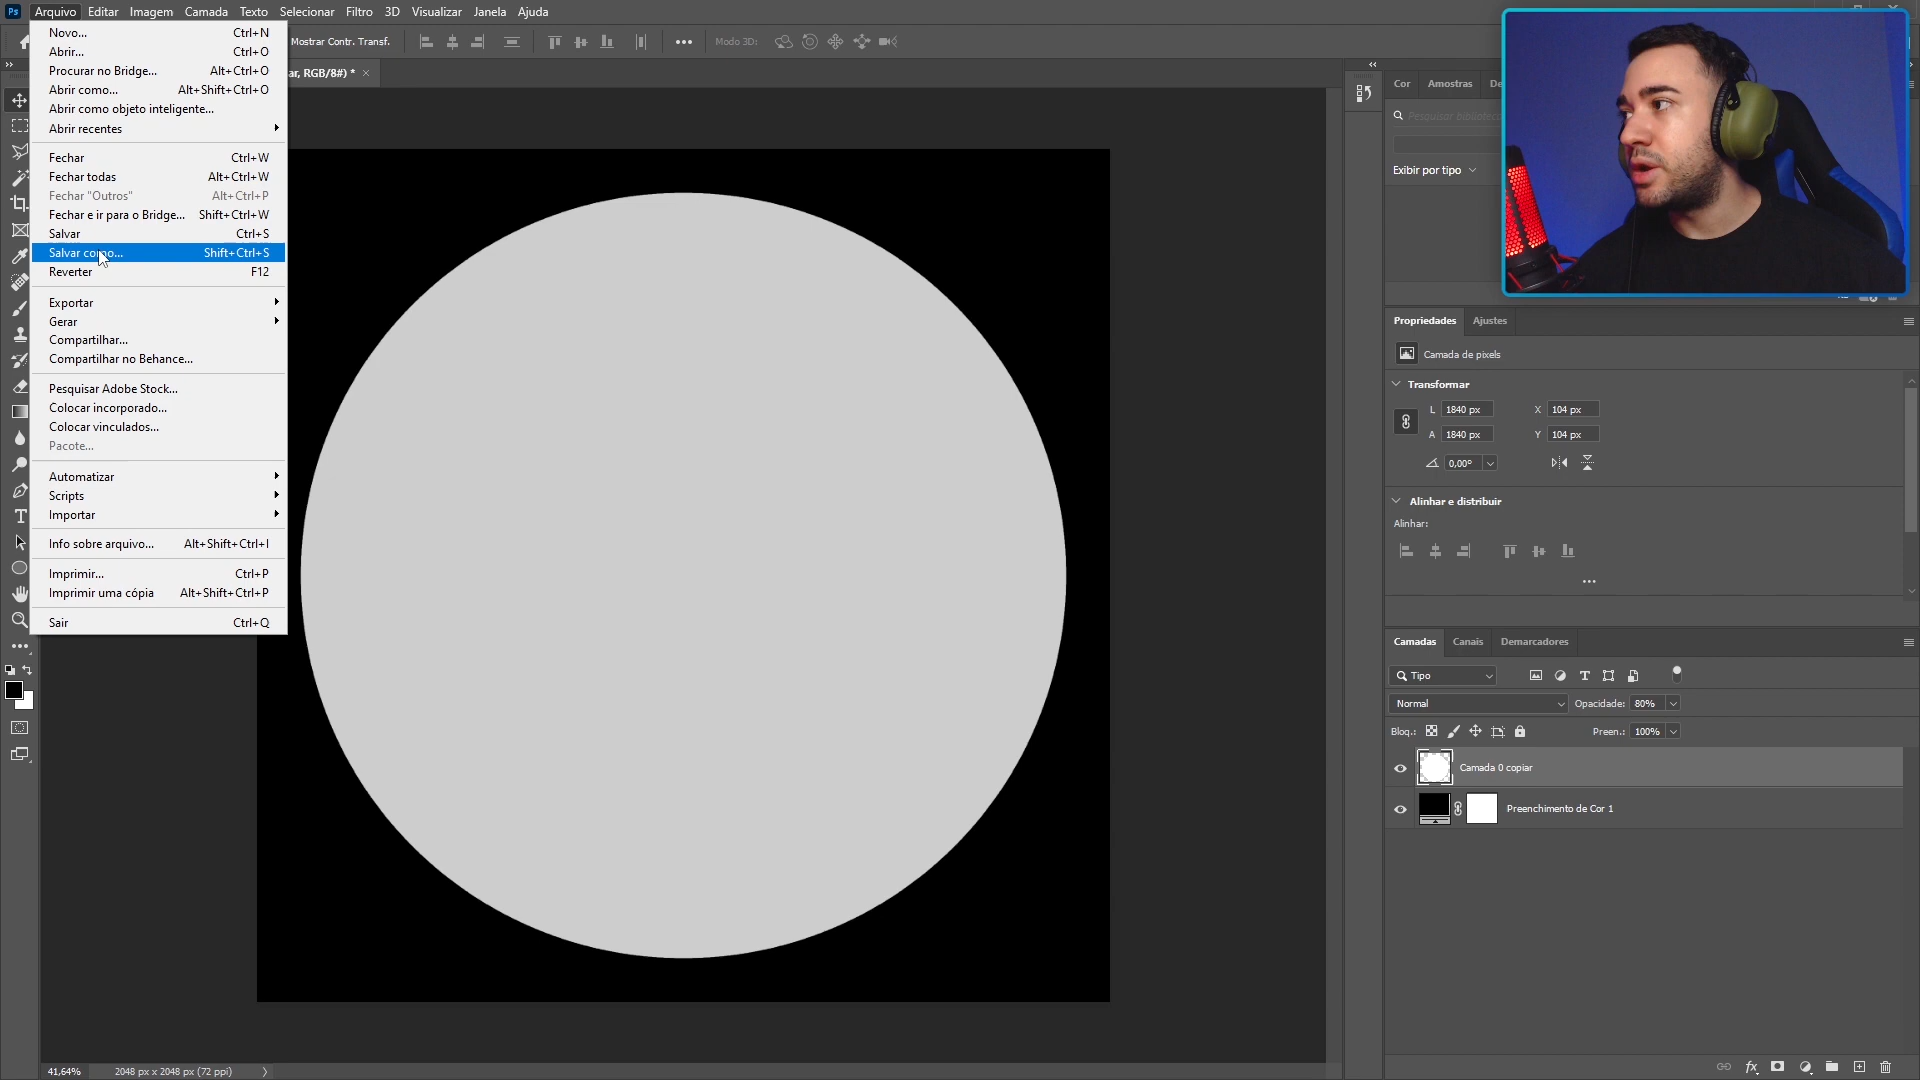 Ps Arquivo Editar Imagem Camada Texto Selecionar Filtro 3D Visualizar Janela Ajuda
Mostrar Contr. Transf. Modo 3D:
ar, RGB/8#) * ×
Novo... Ctrl+N
Abrir... Ctrl+O
Procurar no Bridge... Alt+Ctrl+O
Abrir como... Alt+Shift+Ctrl+O
Abrir como objeto inteligente...
Abrir recentes
Fechar Ctrl+W
Fechar todas Alt+Ctrl+W
Fechar "Outros" Alt+Ctrl+P
Fechar e ir para o Bridge... Shift+Ctrl+W
Salvar Ctrl+S
Salvar como... Shift+Ctrl+S
Reverter F12
Exportar
Gerar
Compartilhar...
Compartilhar no Behance...
Pesquisar Adobe Stock...
Colocar incorporado...
Colocar vinculados...
Pacote...
Automatizar
Scripts
Importar
Info sobre arquivo... Alt+Shift+Ctrl+I
Imprimir... Ctrl+P
Imprimir uma cópia Alt+Shift+Ctrl+P
Sair Ctrl+Q
41,64% 2048 px x 2048 px (72 ppi)
Cor Amostras De
Pesquisar bibliotec
Exibir por tipo
Propriedades Ajustes
Camada de pixels
Transformar
L 1840 px X 104 px
A 1840 px Y 104 px
0,00°
Alinhar e distribuir
Alinhar:
Camadas Canais Demarcadores
Tipo
Normal Opacidade: 80%
Bloq.: Preen.: 100%
Camada 0 copiar
Preenchimento de Cor 1
fx